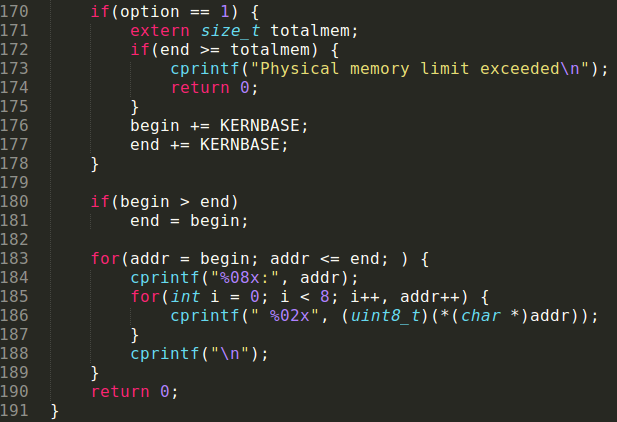 170     if(option == 1) {
171         extern size_t totalmem;
172         if(end >= totalmem) {
173             cprintf("Physical memory limit exceeded\n");
174             return 0;
175         }
176         begin += KERNBASE;
177         end += KERNBASE;
178     }
179
180     if(begin > end)
181         end = begin;
182
183     for(addr = begin; addr <= end; ) {
184         cprintf("%08x:", addr);
185         for(int i = 0; i < 8; i++, addr++) {
186             cprintf(" %02x", (uint8_t)(*(char *)addr));
187         }
188         cprintf("\n");
189     }
190     return 0;
191 }